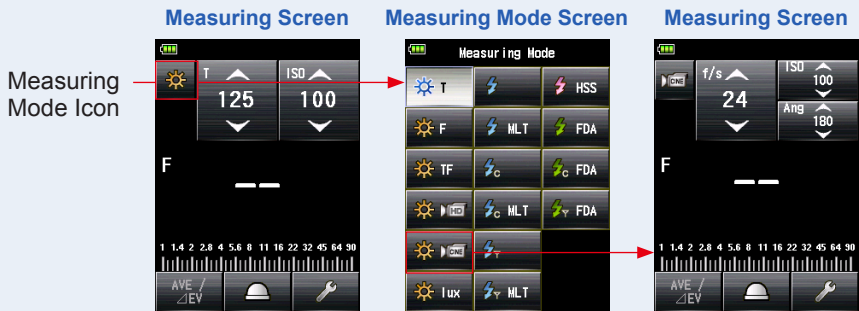 Measuring Screen
Measuring Mode Screen
Measuring Screen
Measuring
Mode Icon
T
ISO
125
100
F
1 1.4 2 2.8 4 5.6 8 11 16 22 32 45 64 90
AVE /
⊿EV
Measuring Mode
T
HSS
F
MLT
FDA
TF
C
C FDA
HD
C MLT
Y FDA
CINE
Y
lux
Y MLT
CINE
f/s
24
ISO
100
Ang
180
F
1 1.4 2 2.8 4 5.6 8 11 16 22 32 45 64 90
AVE /
⊿EV